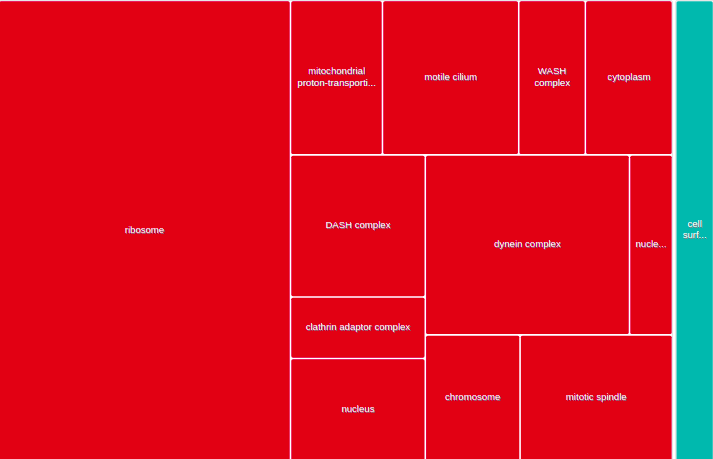 mitochondrial
proton-transporti...
motile cilium
WASH
complex
cytoplasm
ribosome
DASH complex
dynein complex
nucle...
cell
surf...
clathrin adaptor complex
nucleus
chromosome
mitotic spindle